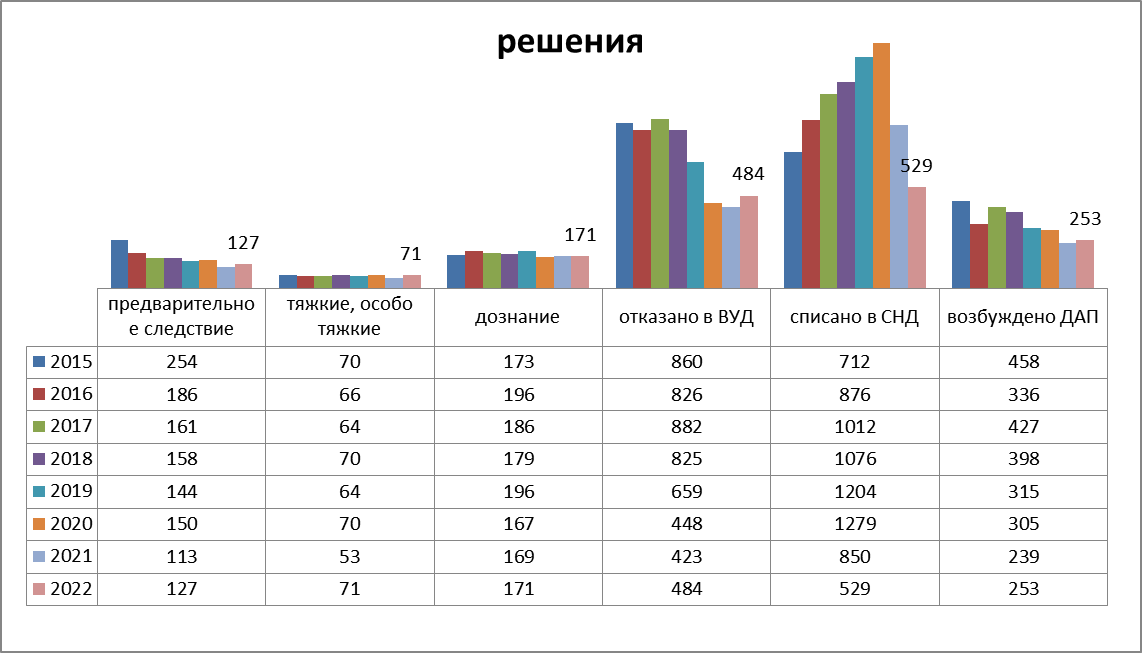 решения
484
529
127
71
171
253
предварительно
е следствие
тяжкие, особо
тяжкие
дознание
отказано в ВУД
списано в СНД
возбуждено ДАП
2015 254 70 173 860 712 458
2016 186 66 196 826 876 336
2017 161 64 186 882 1012 427
2018 158 70 179 825 1076 398
2019 144 64 196 659 1204 315
2020 150 70 167 448 1279 305
2021 113 53 169 423 850 239
2022 127 71 171 484 529 253